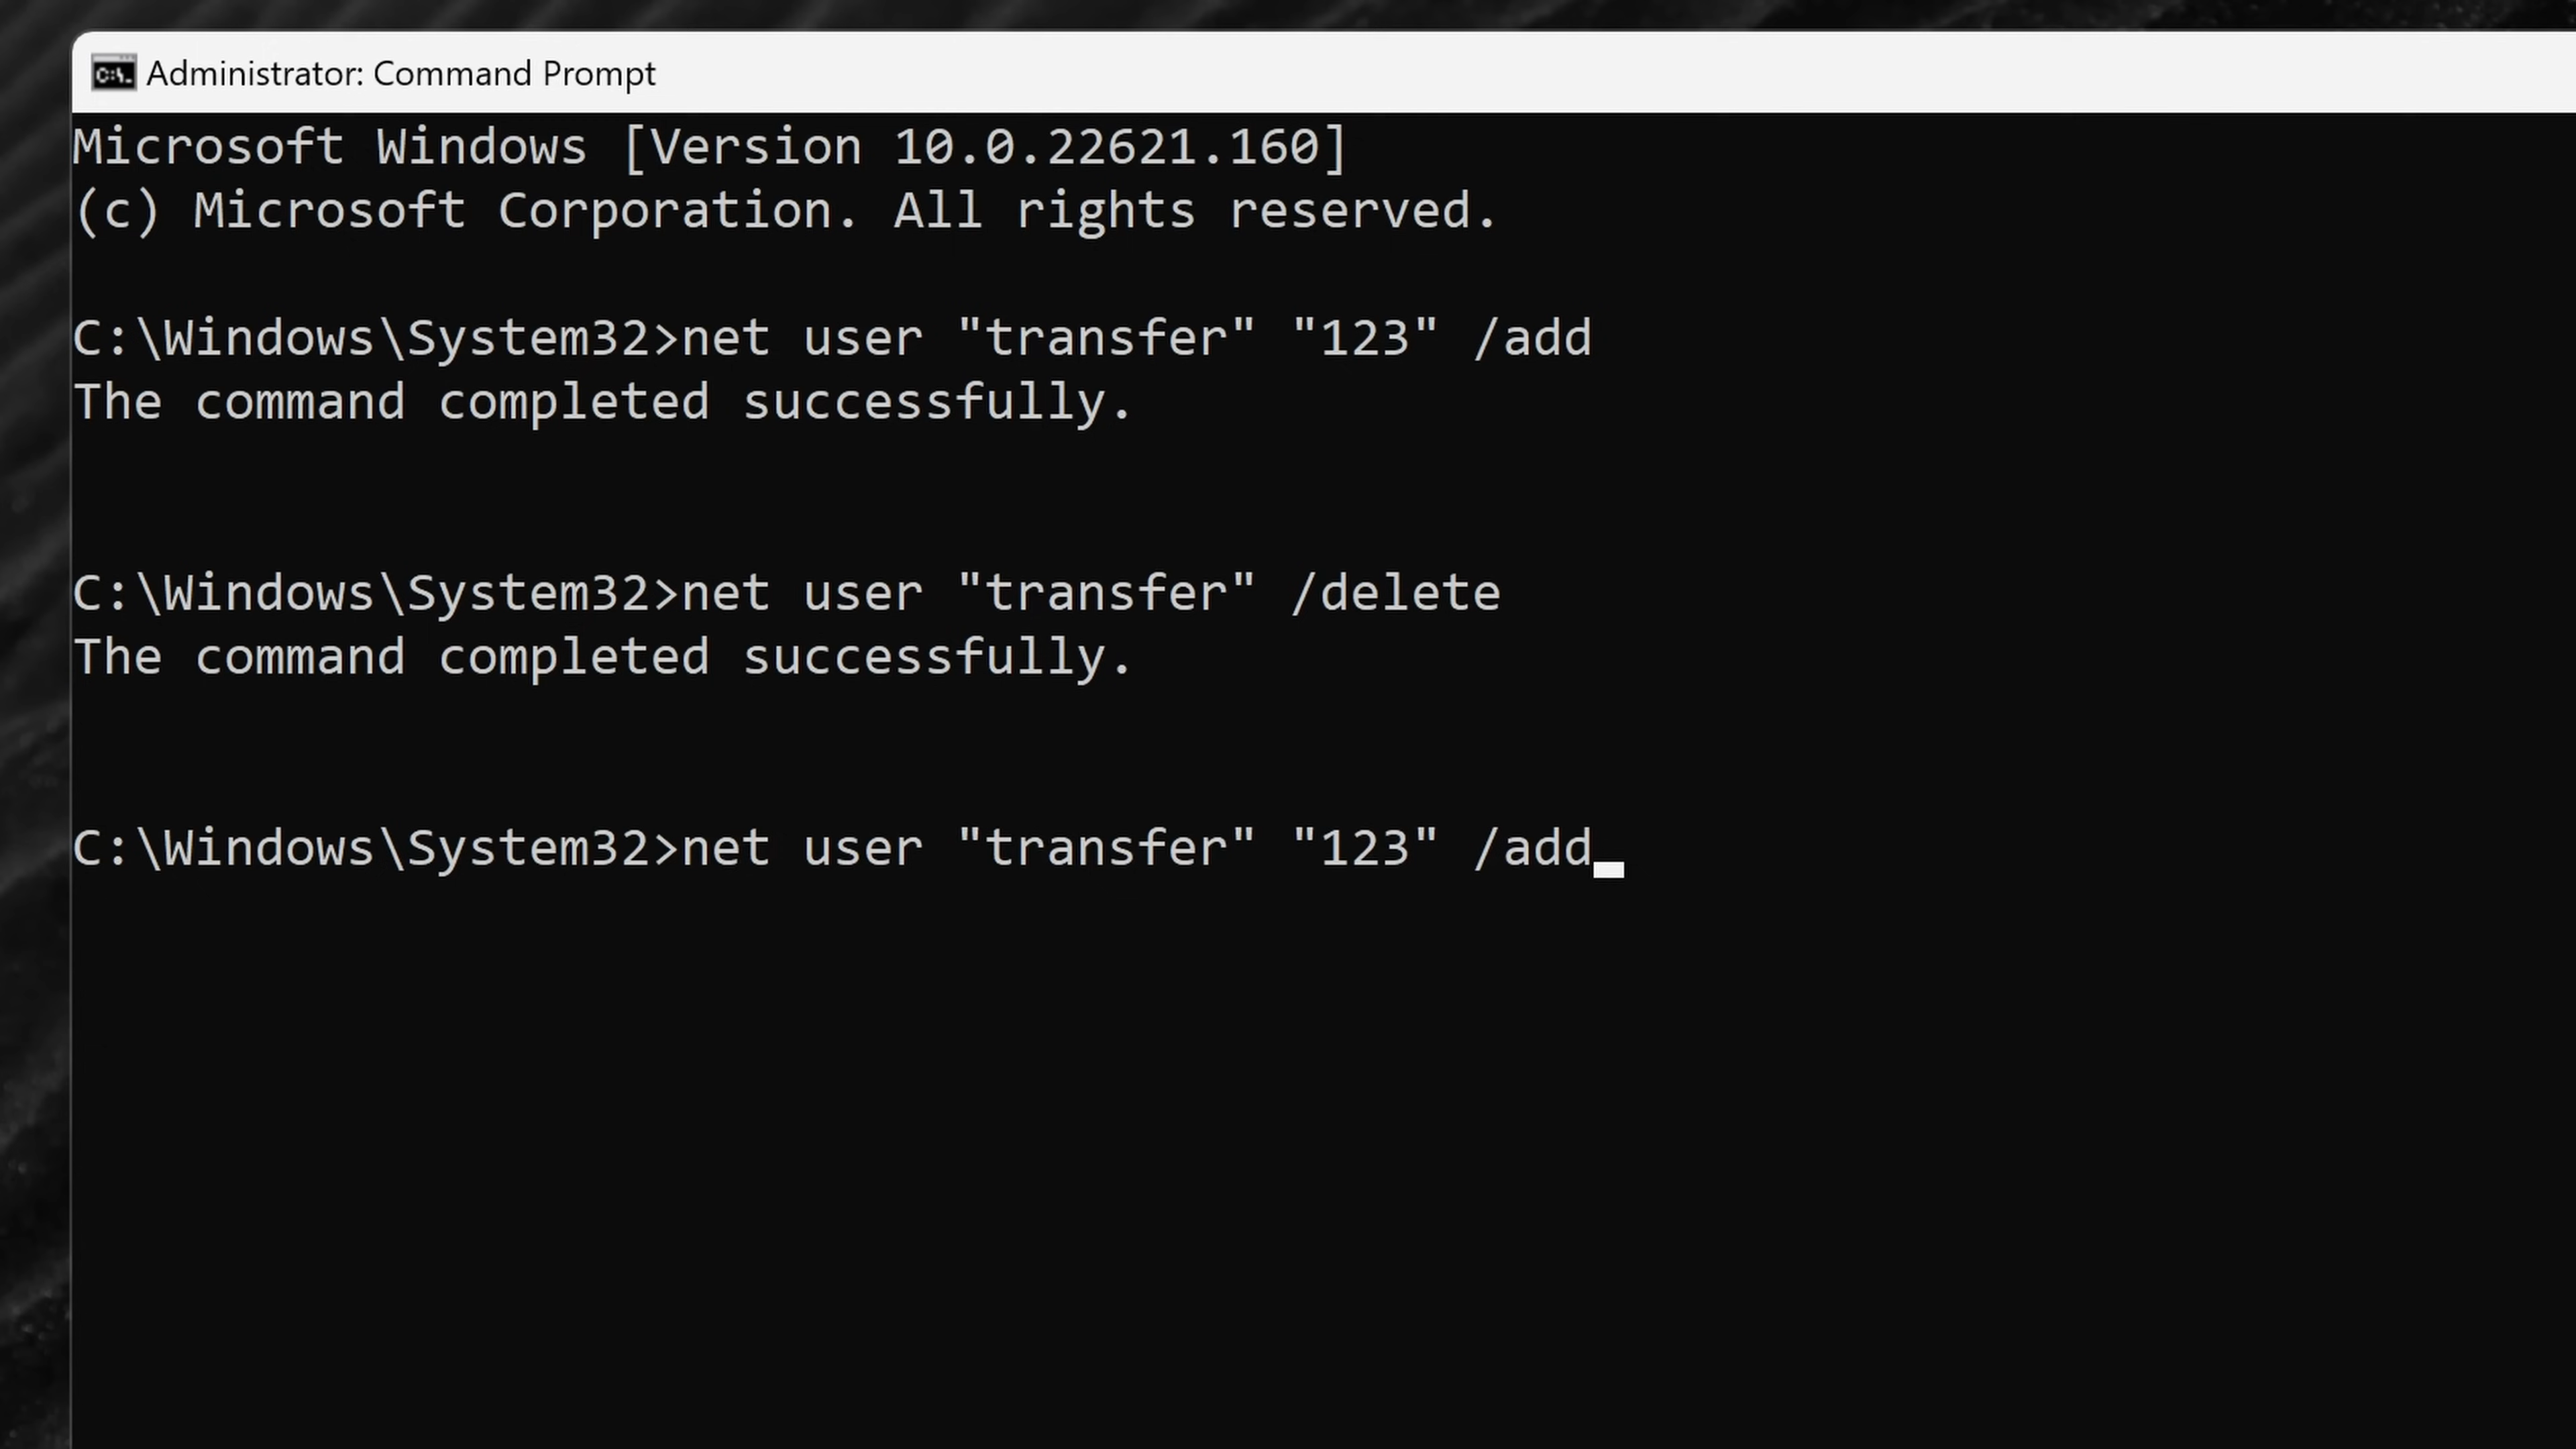 C:\.
Administrator: Command Prompt
Microsoft Windows [Version 10.0.22621.160]
(c) Microsoft Corporation. All rights reserved.
C:\Windows\System32>net user "transfer" "123" /add
The command completed successfully.
C:\Windows\System32>net user "transfer" /delete
The command completed successfully.
C:\Windows\System32>net user "transfer" "123" /add